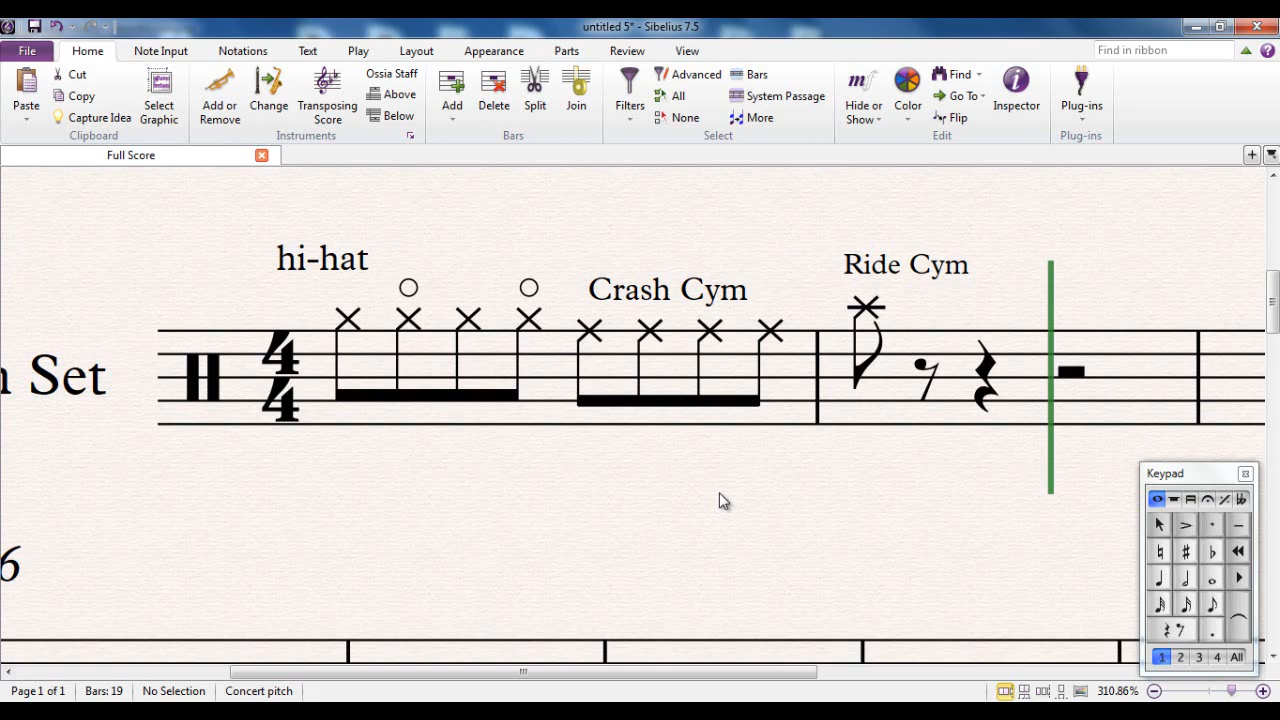 untitled 5* - Sibelius 7.5
File Home Note Input Notations Text Play Layout Appearance Parts Review View Find in ribbon
Paste
Cut
Copy
Capture Idea
Select Graphic
Clipboard
Add or Remove
Change
Transposing Score
Ossia Staff
Above
Below
Instruments
Add
Delete
Split
Join
Bars
Filters
Advanced
All
None
Bars
System Passage
More
Select
Hide or Show
Color
Find
Go To
Flip
Inspector
Edit
Plug-ins
Plug-ins
Full Score
hi-hat
Crash Cym
Ride Cym
Set
4
4
6
Keypad
1 2 3 4 All
Page 1 of 1 Bars: 19 No Selection Concert pitch 310.86%